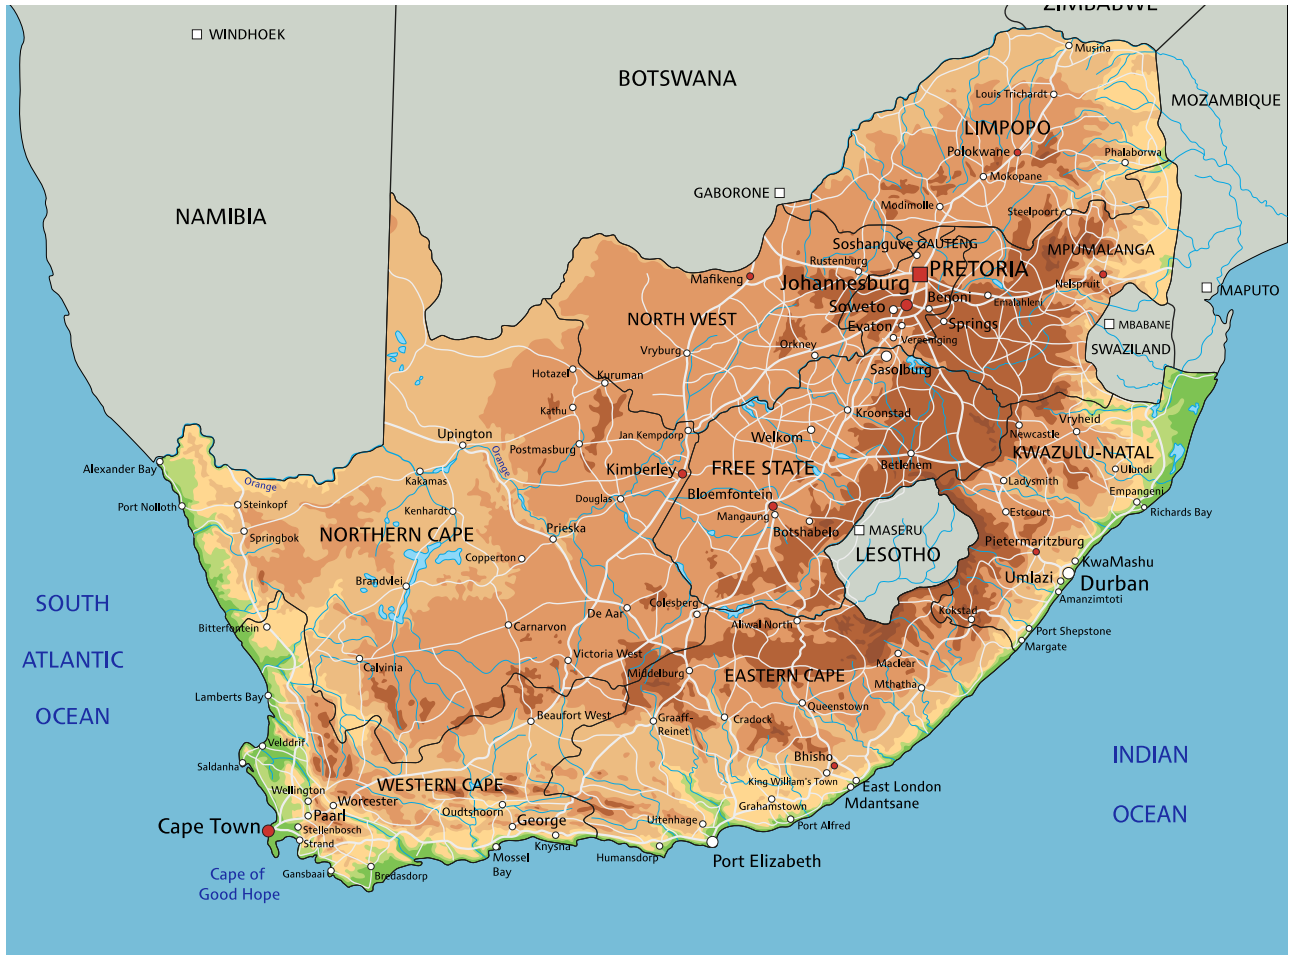 ZIMBABWE
WINDHOEK
Musina
BOTSWANA
Louis Trichardt
MOZAMBIQUE
LIMPOPO
Polokwane
Phalaborwa
Mokopane
GABORONE
Modimolle
Steelpoort
NAMIBIA
Soshanguve
GAUTENG
MPUMALANGA
Rustenburg
PRETORIA
Mafikeng
Johannesburg
Nelspruit
MAPUTO
Benoni
Emalahleni
Soweto
NORTH WEST
Evaton
Springs
MBABANE
Vereeniging
Orkney
SWAZILAND
Vryburg
Sasolburg
Hotazel
Kuruman
Kathu
Kroonstad
Vryheid
Upington
Jan Kempdorp
Welkom
Newcastle
Postmasburg
KWAZULU-NATAL
Orange
Alexander Bay
Kimberley
FREE STATE
Betlehem
Ulundi
Kakamas
Ladysmith
Orange
Bloemfontein
Empangeni
Steinkopf
Douglas
Port Nolloth
Kenhardt
Mangaung
Estcourt
Richards Bay
Springbok
NORTHERN CAPE
Prieska
Botshabelo
MASERU
Pietermaritzburg
LESOTHO
Copperton
KwaMashu
Brandvlei
Umlazi
Durban
Amanzimtoti
SOUTH
Colesberg
De Aar
Kokstad
Bitterfontein
Carnarvon
Aliwal North
Port Shepstone
Margate
ATLANTIC
Calvinia
Victoria West
Maclear
Middelburg
EASTERN CAPE
Mthatha
Lamberts Bay
Queenstown
OCEAN
Beaufort West
Graaff-
Reinet
Cradock
Velddrif
INDIAN
Saldanha
Bhisho
King William's Town
WESTERN CAPE
East London
Wellington
Mdantsane
Worcester
Grahamstown
Oudtshoorn
Paarl
OCEAN
George
Uitenhage
Port Alfred
Cape Town
Stellenbosch
Strand
Knysna
Mossel
Bay
Humansdorp
Port Elizabeth
Cape of
Good Hope
Gansbaai
Bredasdorp